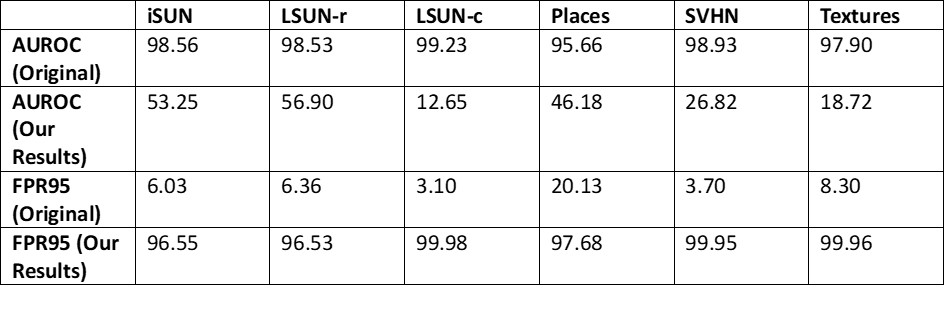 iSUN LSUN-r LSUN-c Places SVHN Textures
AUROC 98.56 98.53 99.23 95.66 98.93 97.90
(Original)
AUROC 53.25 56.90 12.65 46.18 26.82 18.72
(Our
Results)
FPR95 6.03 6.36 3.10 20.13 3.70 8.30
(Original)
FPR95 (Our 96.55 96.53 99.98 97.68 99.95 99.96
Results)